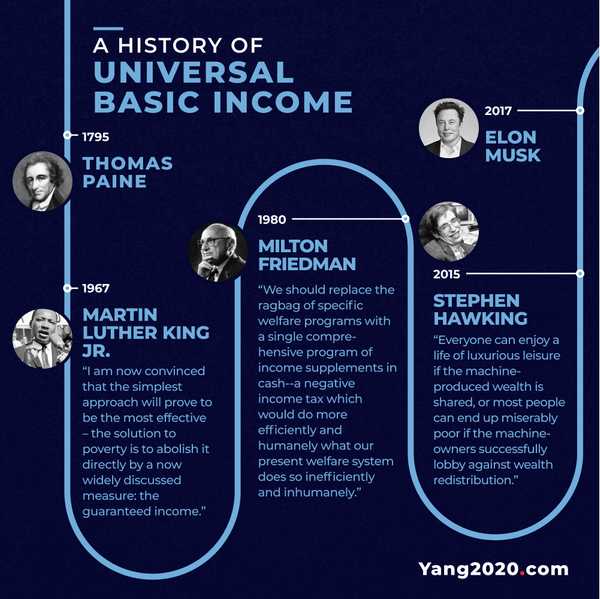 A HISTORY OF
UNIVERSAL
BASIC INCOME
1795
THOMAS
PAINE
1967
MARTIN
LUTHER KING
JR.
“I am now convinced
that the simplest
approach will prove to
be the most effective
– the solution to
poverty is to abolish it
directly by a now
widely discussed
measure: the
guaranteed income.”
1980
MILTON
FRIEDMAN
“We should replace the
ragbag of specific
welfare programs with
a single compre-
hensive program of
income supplements in
cash--a negative
income tax which
would do more
efficiently and
humanely what our
present welfare system
does so inefficiently
and inhumanely.”
2015
STEPHEN
HAWKING
“Everyone can enjoy a
life of luxurious leisure
if the machine-
produced wealth is
shared, or most people
can end up miserably
poor if the machine-
owners successfully
lobby against wealth
redistribution.”
2017
ELON
MUSK
Yang2020.com